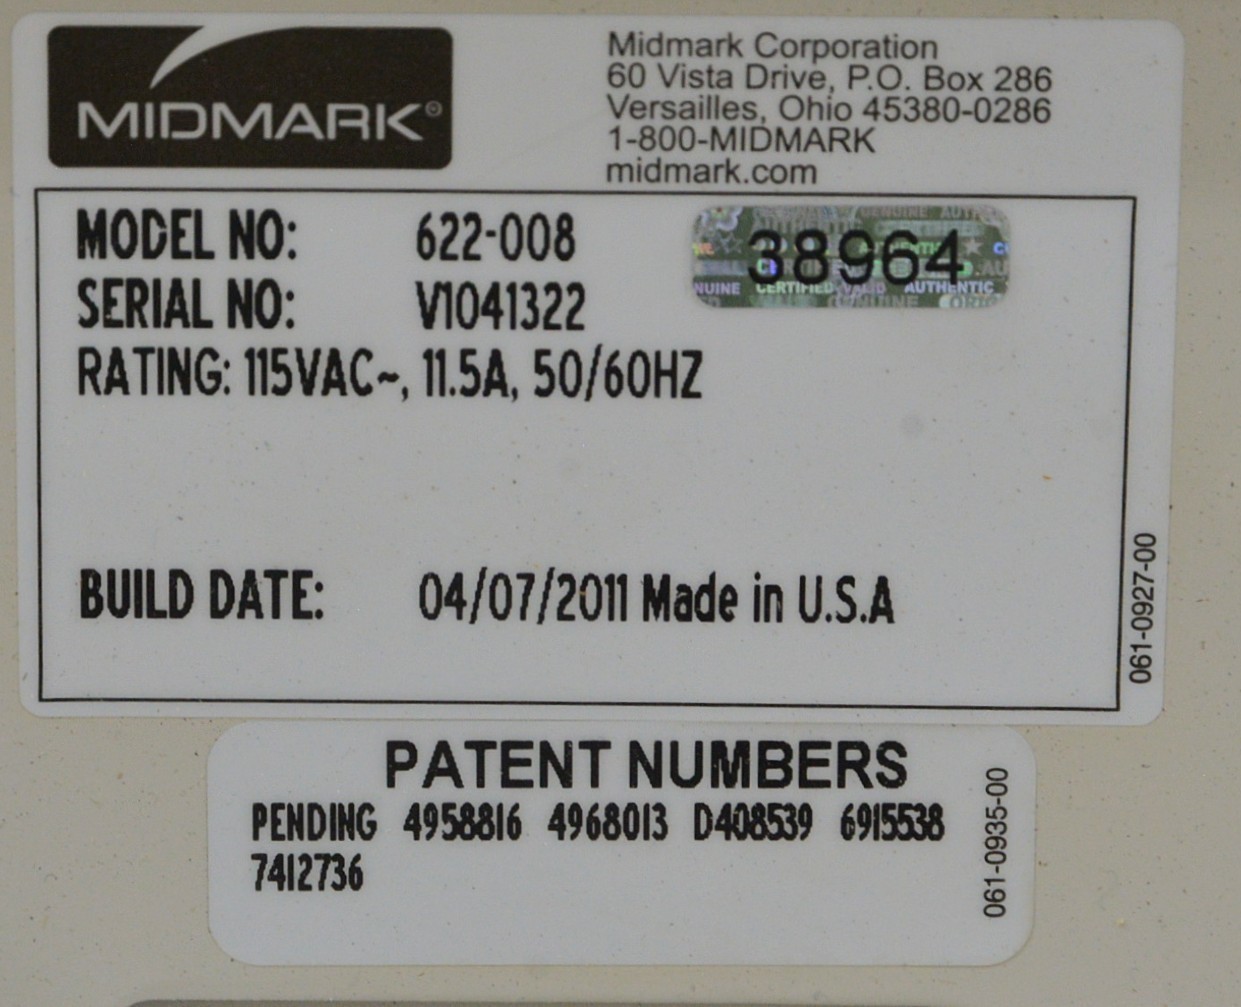 MIDMARK®
Midmark Corporation
60 Vista Drive, P.O. Box 286
Versailles, Ohio 45380-0286
1-800-MIDMARK
midmark.com
MODEL NO: 622-008
38964
SERIAL NO: V1041322
RATING: 115VAC~, 11.5A, 50/60HZ
BUILD DATE: 04/07/2011 Made in U.S.A
061-0927-00
PATENT NUMBERS
PENDING 4958816 4968013 D408539 6915538
7412736
061-0935-00